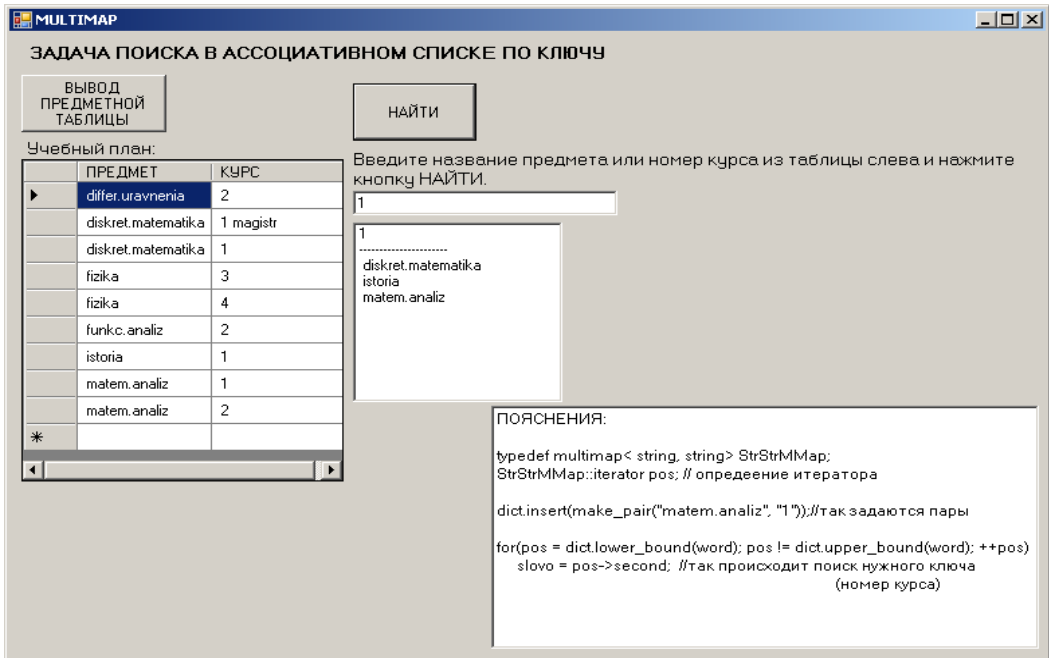 MULTIMAP
ЗАДАЧА ПОИСКА В АССОЦИАТИВНОМ СПИСКЕ ПО КЛЮЧУ
ВЫВОД
ПРЕДМЕТНОЙ
ТАБЛИЦЫ
НАЙТИ
Учебный план:
ПРЕДМЕТ КУРС
differ.uravnenia 2
diskret.matematika 1 magistr
diskret.matematika 1
fizika 3
fizika 4
funkc.analiz 2
istoria 1
matem.analiz 1
matem.analiz 2
Введите название предмета или номер курса из таблицы слева и нажмите
кнопку НАЙТИ.
1
1
----------------------
diskret.matematika
istoria
matem.analiz
ПОЯСНЕНИЯ:
typedef multimap< string, string> StrStrMMap;
StrStrMMap::iterator pos; // опредеение итератора
dict.insert(make_pair("matem.analiz", "1"));//так задаются пары
for(pos = dict.lower_bound(word); pos != dict.upper_bound(word); ++pos)
slovo = pos->second; //так происходит поиск нужного ключа
(номер курса)